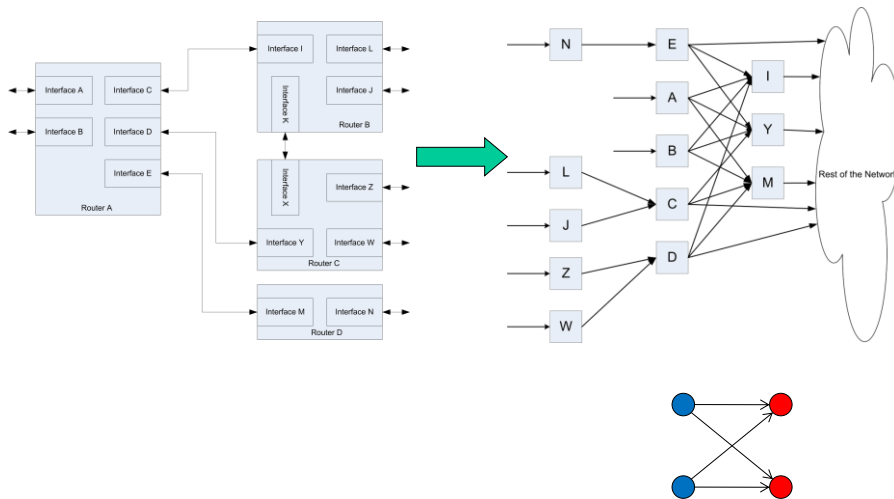 Interface A
Interface C
Interface B
Interface D
Interface E
Router A
Interface I
Interface L
Interface K
Interface J
Router B
Interface X
Interface Z
Interface Y
Interface W
Router C
Interface M
Interface N
Router D
N
E
I
A
Y
B
L
M
Rest of the Network
C
J
D
Z
W